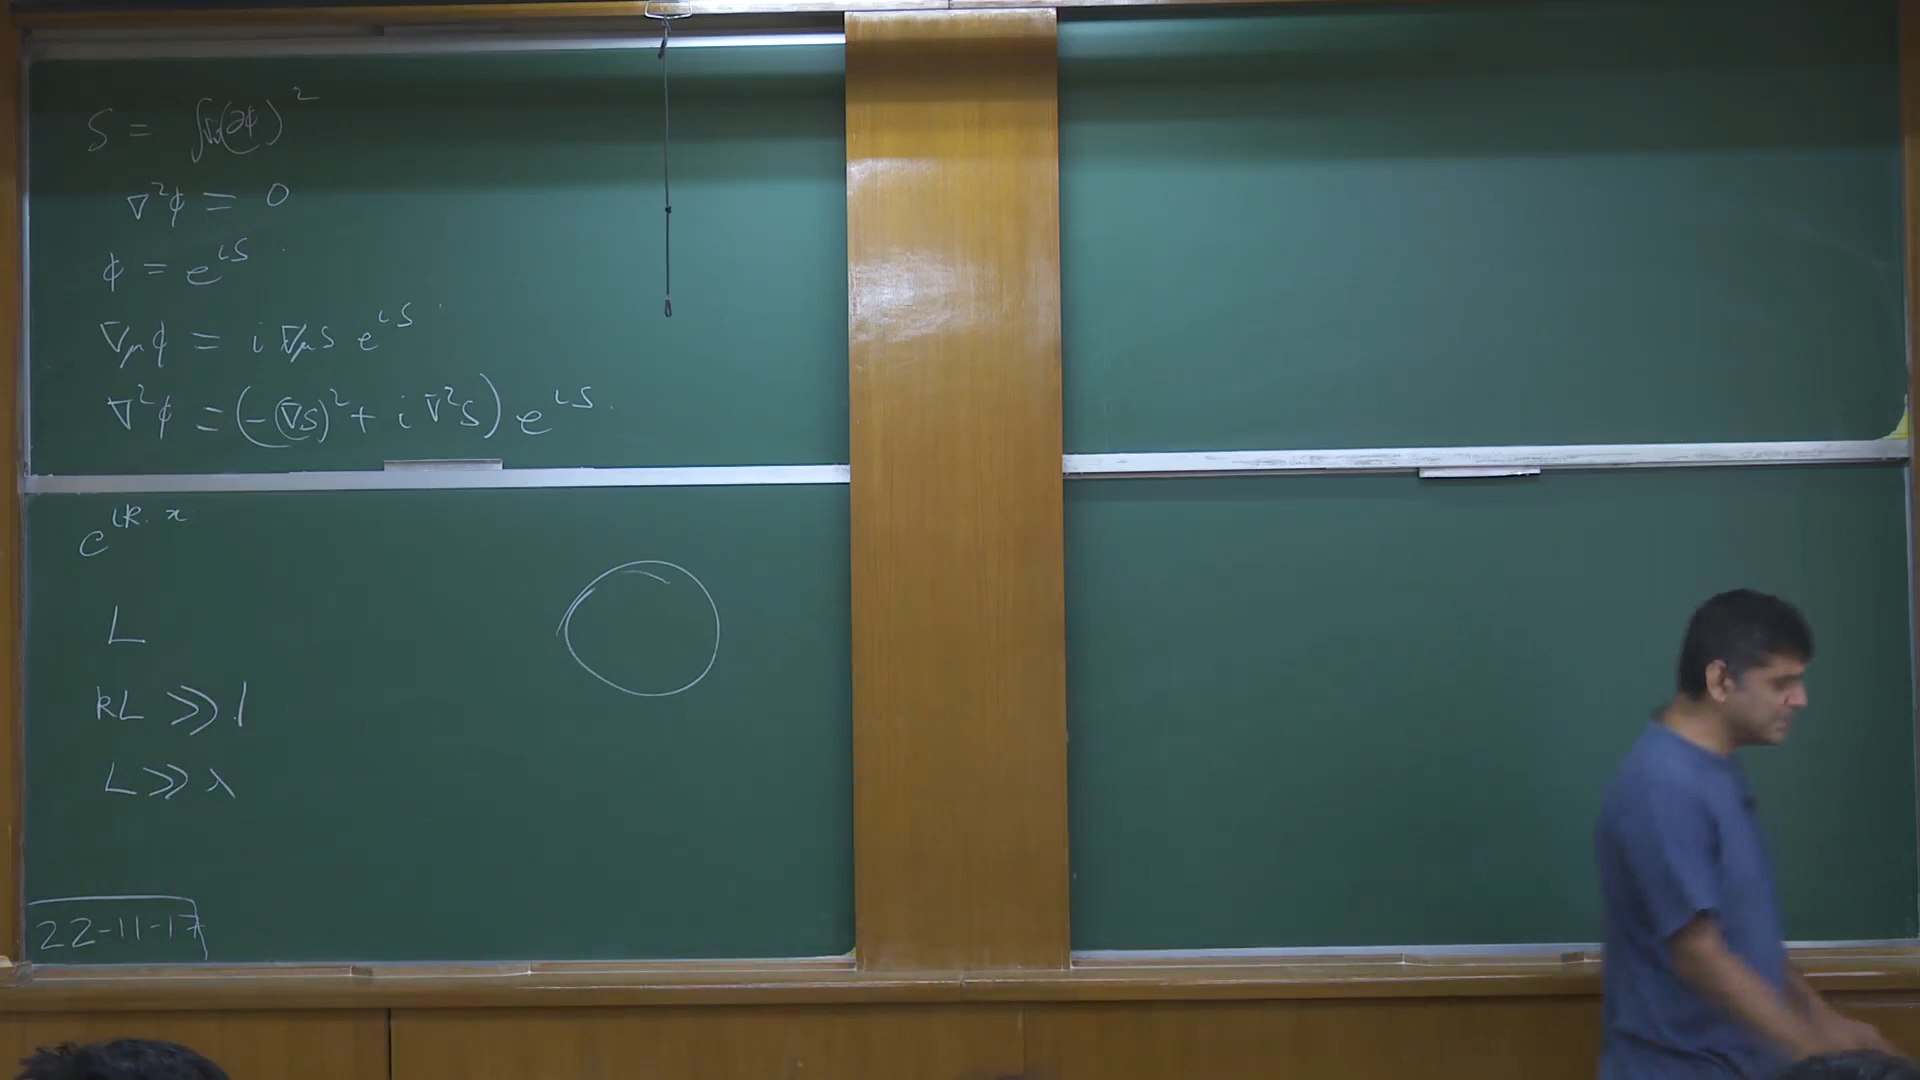 S = ∫√g(∂φ)²
∇²φ = 0
φ = e^{iS}
∇_μφ = i ∇_μS e^{iS}
∇²φ = (-(∇S)² + i ∇²S) e^{iS}.
e^{ik.x}
L
kL ≫ 1
L ≫ λ
22-11-17